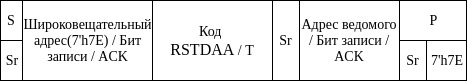 S
Sr
Широковещательный
адрес(7'h7E) / Бит
записи / ACK
Код
RSTDAA / T
Sr
Адрес ведомого
/ Бит записи /
ACK
P
Sr
7'h7E